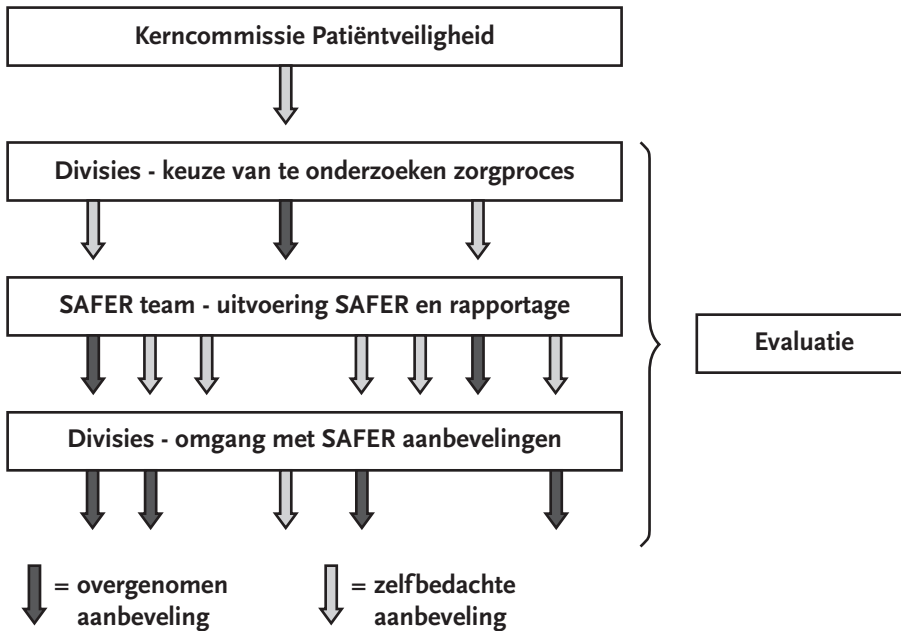 Kerncommissie Patiëntveiligheid
Divisies - keuze van te onderzoeken zorgproces
SAFER team - uitvoering SAFER en rapportage
Evaluatie
Divisies - omgang met SAFER aanbevelingen
= overgenomen
aanbeveling
= zelfbedachte
aanbeveling